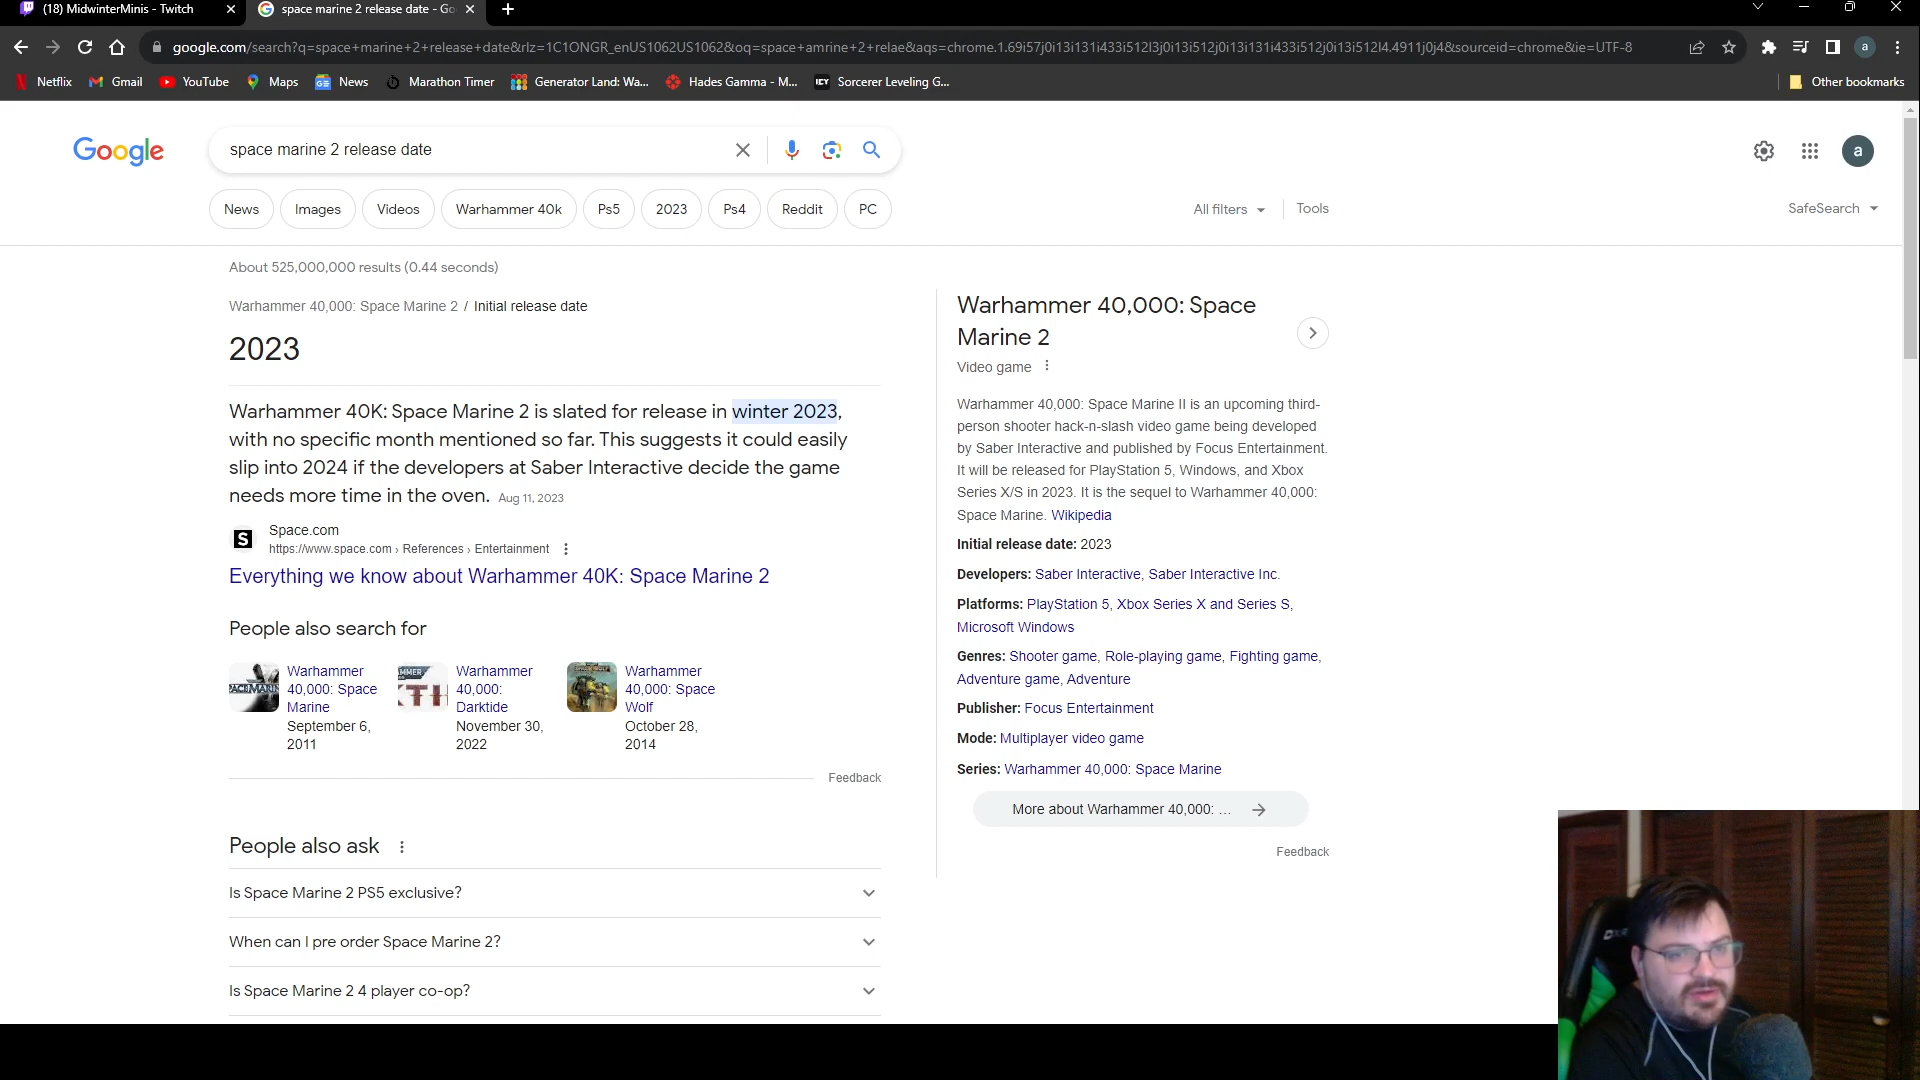 (18) MidwinterMinis - Twitch
space marine 2 release date - Go
google.com/search?q=space+marine+2+release+date&rlz=1C1ONGR_enUS1062US1062&oq=space+amrine+2+relae&aqs=chrome.1.69i57j0i13i131i433i512l3j0i13i512j0i13i131i433i512j0i13i512l4.4911j0j4&sourceid=chrome&ie=UTF-8
a
Netflix
Gmail
YouTube
Maps
News
Marathon Timer
Generator Land: Wa...
Hades Gamma - M...
ICY
Sorcerer Leveling G...
Other bookmarks
Google
space marine 2 release date
a
News
Images
Videos
Warhammer 40k
Ps5
2023
Ps4
Reddit
PC
All filters
Tools
SafeSearch
About 525,000,000 results (0.44 seconds)
Warhammer 40,000: Space Marine 2 / Initial release date
2023
Warhammer 40K: Space Marine 2 is slated for release in winter 2023,
with no specific month mentioned so far. This suggests it could easily
slip into 2024 if the developers at Saber Interactive decide the game
needs more time in the oven. Aug 11, 2023
S
Space.com
https://www.space.com › References › Entertainment
Everything we know about Warhammer 40K: Space Marine 2
People also search for
Warhammer
40,000: Space
Marine
September 6,
2011
Warhammer
40,000:
Darktide
November 30,
2022
Warhammer
40,000: Space
Wolf
October 28,
2014
Feedback
People also ask
Is Space Marine 2 PS5 exclusive?
When can I pre order Space Marine 2?
Is Space Marine 2 4 player co-op?
Warhammer 40,000: Space
Marine 2
Video game
Warhammer 40,000: Space Marine II is an upcoming third-
person shooter hack-n-slash video game being developed
by Saber Interactive and published by Focus Entertainment.
It will be released for PlayStation 5, Windows, and Xbox
Series X/S in 2023. It is the sequel to Warhammer 40,000:
Space Marine. Wikipedia
Initial release date: 2023
Developers: Saber Interactive, Saber Interactive Inc.
Platforms: PlayStation 5, Xbox Series X and Series S,
Microsoft Windows
Genres: Shooter game, Role-playing game, Fighting game,
Adventure game, Adventure
Publisher: Focus Entertainment
Mode: Multiplayer video game
Series: Warhammer 40,000: Space Marine
More about Warhammer 40,000: ...
Feedback